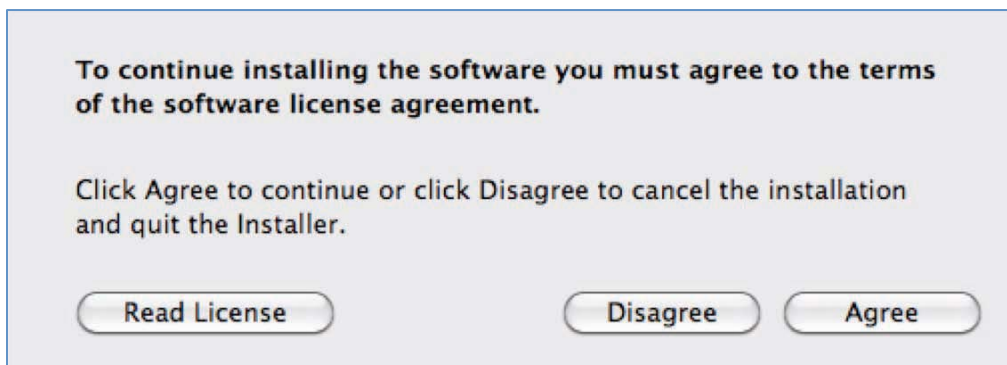 To continue installing the software you must agree to the terms
of the software license agreement.
Click Agree to continue or click Disagree to cancel the installation
and quit the Installer.
Read License Disagree Agree